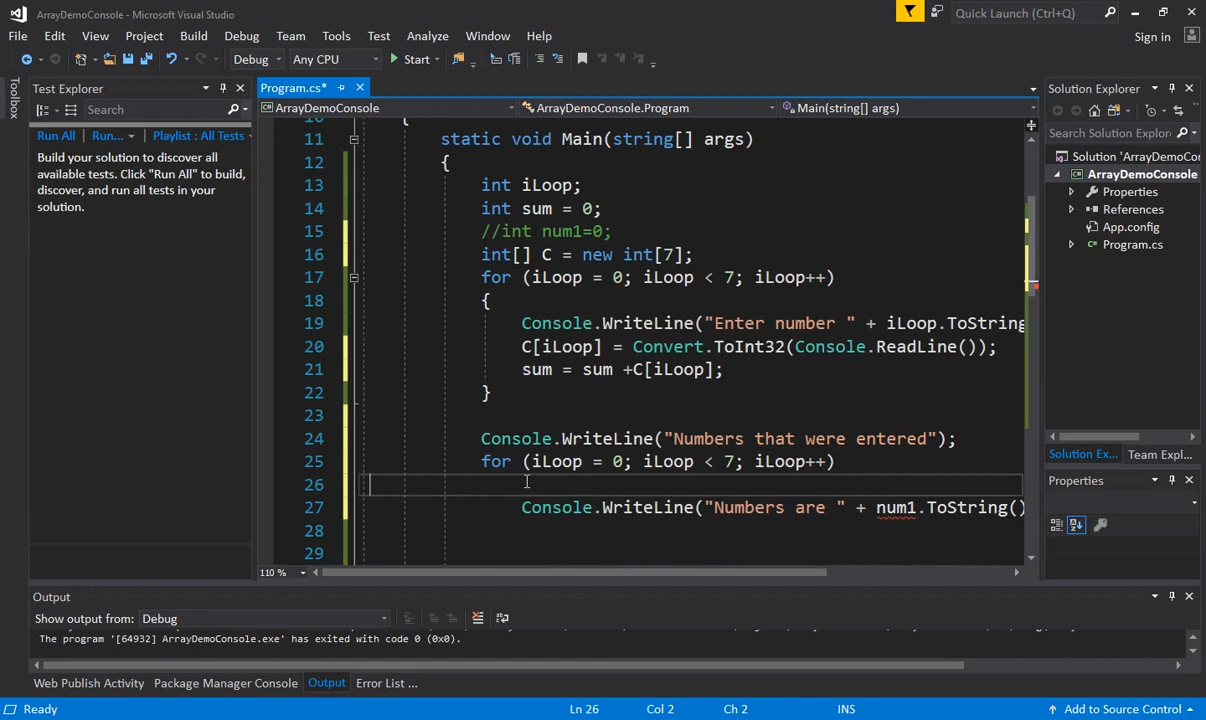 ArrayDemoConsole - Microsoft Visual Studio
Quick Launch (Ctrl+Q)
File Edit View Project Build Debug Team Tools Test Analyze Window Help
Sign in
Debug Any CPU Start
Toolbox
Test Explorer
Search
Run All Run... Playlist : All Tests
Build your solution to discover all
available tests. Click "Run All" to build,
discover, and run all tests in your
solution.
Program.cs*
ArrayDemoConsole ArrayDemoConsole.Program Main(string[] args)
10 {
11 static void Main(string[] args)
12 {
13 int iLoop;
14 int sum = 0;
15 //int num1=0;
16 int[] C = new int[7];
17 for (iLoop = 0; iLoop < 7; iLoop++)
18 {
19 Console.WriteLine("Enter number " + iLoop.ToString
20 C[iLoop] = Convert.ToInt32(Console.ReadLine());
21 sum = sum +C[iLoop];
22 }
23
24 Console.WriteLine("Numbers that were entered");
25 for (iLoop = 0; iLoop < 7; iLoop++)
26
27 Console.WriteLine("Numbers are " + num1.ToString()
28
29
110 %
Solution Explorer
Search Solution Explor
Solution 'ArrayDemoCor
ArrayDemoConsole
Properties
References
App.config
Program.cs
Solution Ex... Team Explor...
Properties
Output
Show output from: Debug
The program '[64932] ArrayDemoConsole.exe' has exited with code 0 (0x0).
Web Publish Activity Package Manager Console Output Error List ...
Ready Ln 26 Col 2 Ch 2 INS Add to Source Control